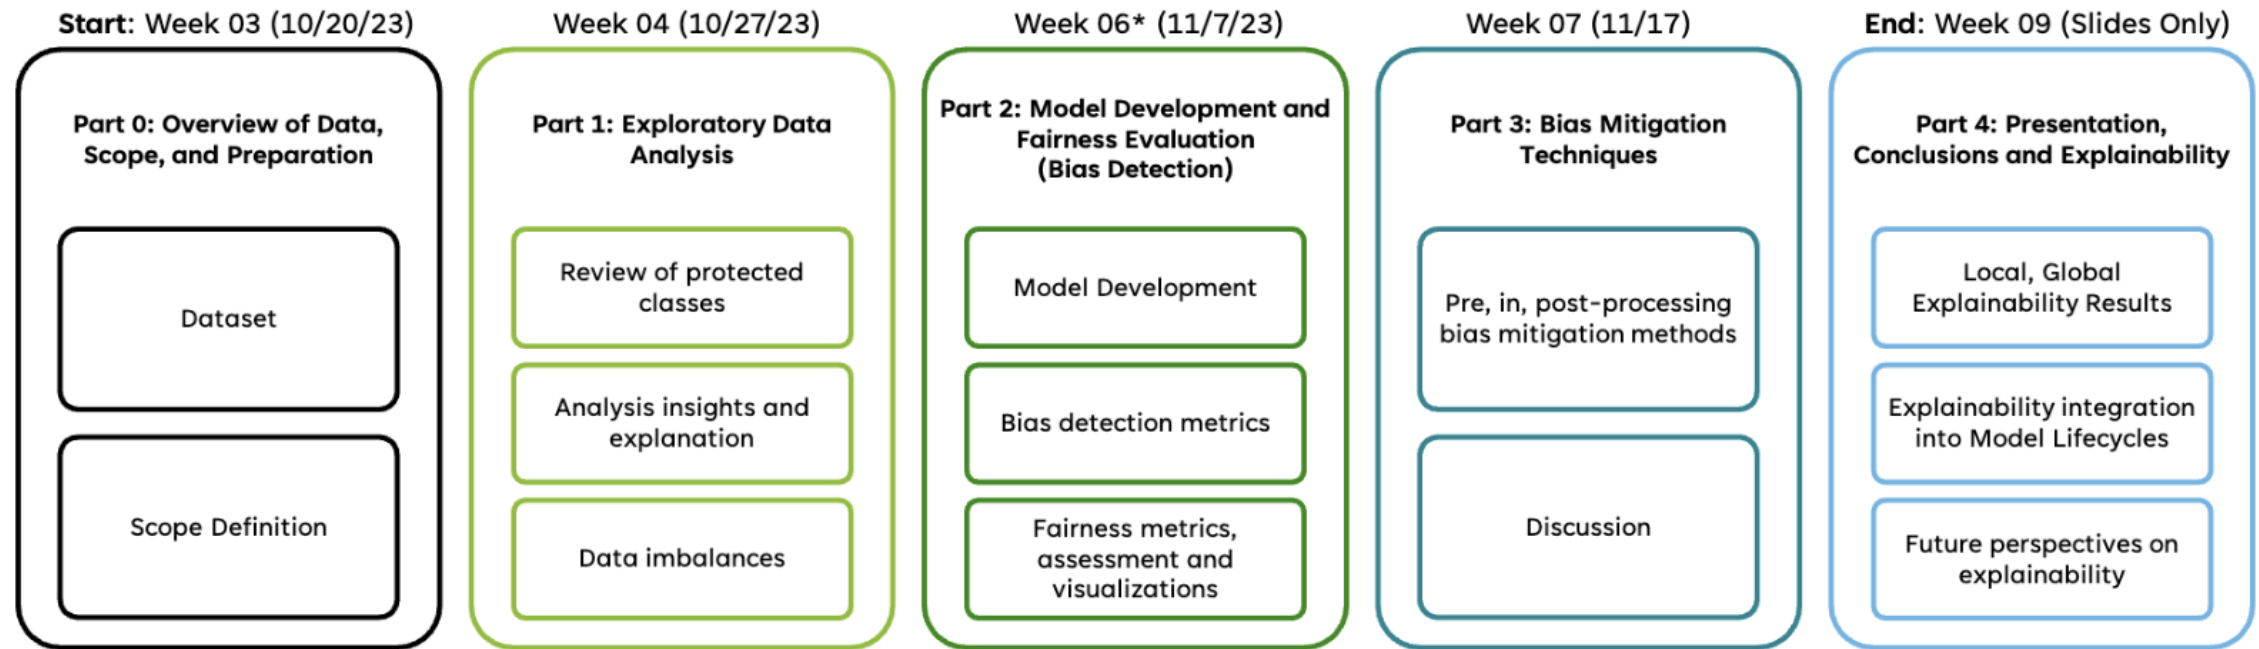 Start: Week 03 (10/20/23)
Part 0: Overview of Data,
Scope, and Preparation
Dataset
Scope Definition
Week 04 (10/27/23)
Part 1: Exploratory Data
Analysis
Review of protected
classes
Analysis insights and
explanation
Data imbalances
Week 06* (11/7/23)
Part 2: Model Development and
Fairness Evaluation
(Bias Detection)
Model Development
Bias detection metrics
Fairness metrics,
assessment and
visualizations
Week 07 (11/17)
Part 3: Bias Mitigation
Techniques
Pre, in, post-processing
bias mitigation methods
Discussion
End: Week 09 (Slides Only)
Part 4: Presentation,
Conclusions and Explainability
Local, Global
Explainability Results
Explainability integration
into Model Lifecycles
Future perspectives on
explainability